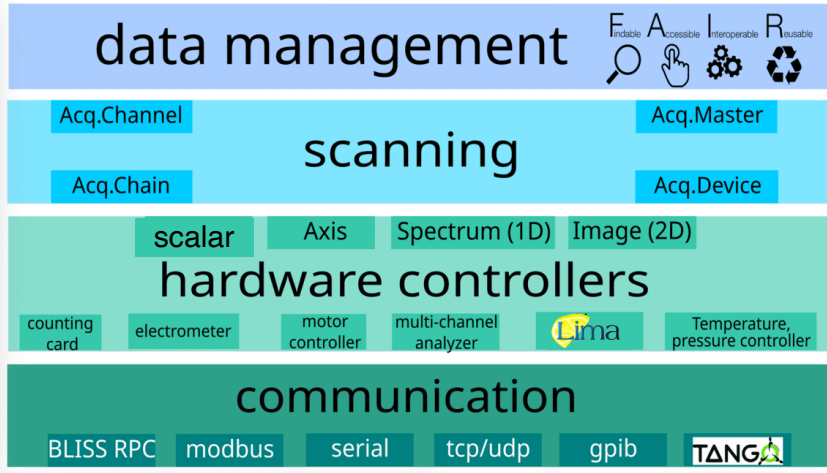 data management
Findable Accessible Interoperable Reusable
Acq.Channel Acq.Master
scanning
Acq.Chain Acq.Device
scalar Axis Spectrum (1D) Image (2D)
hardware controllers
counting card
electrometer
motor controller
multi-channel analyzer
Lima
Temperature, pressure controller
communication
BLISS RPC modbus serial tcp/udp gpib TANGO